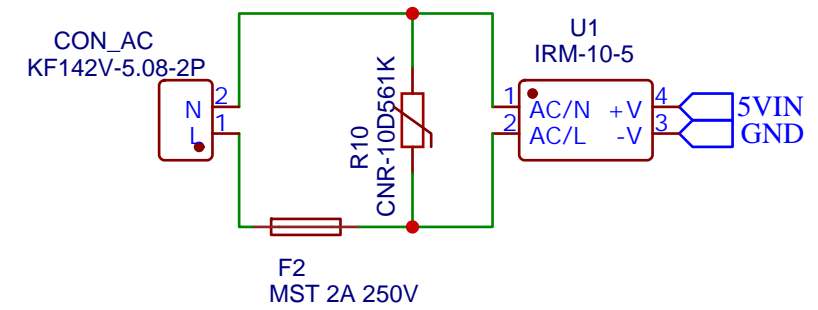 CON_AC
KF142V-5.08-2P
2
N
1
L
R10
CNR-10D561K
F2
MST 2A 250V
U1
IRM-10-5
1
AC/N
+V
4
5VIN
2
AC/L
-V
3
GND